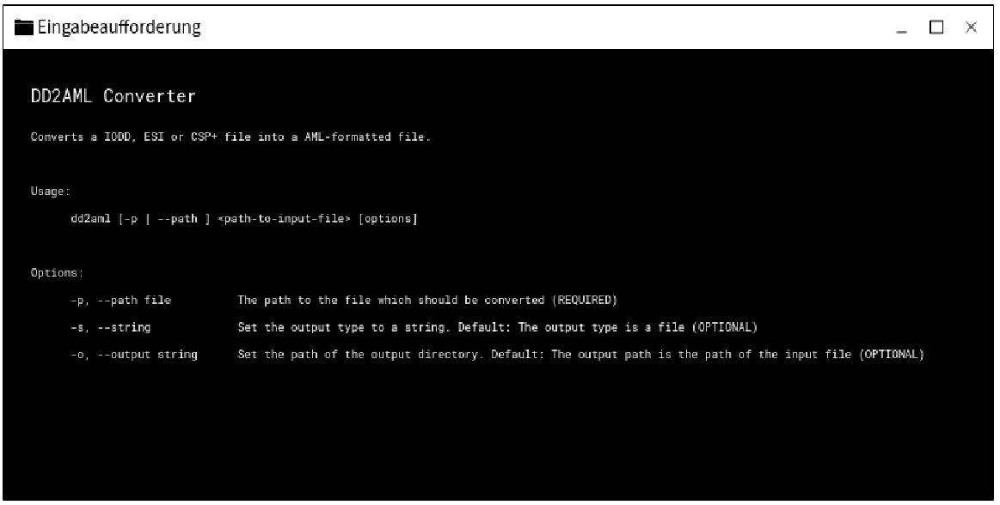 Eingabeaufforderung
DD2AML Converter
Converts a IODD, ESI or CSP+ file into a AML-formatted file.
Usage:
dd2aml [-p | --path ] <path-to-input-file> [options]
Options:
-p, --path file The path to the file which should be converted (REQUIRED)
-s, --string Set the output type to a string. Default: The output type is a file (OPTIONAL)
-o, --output string Set the path of the output directory. Default: The output path is the path of the input file (OPTIONAL)